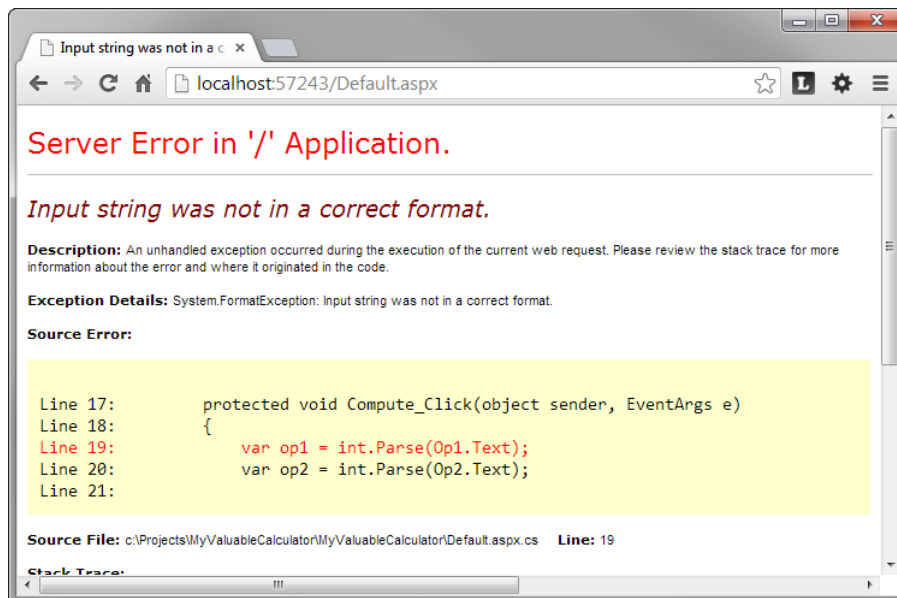 Input string was not in a c
localhost:57243/Default.aspx
L
Server Error in '/' Application.
Input string was not in a correct format.
Description: An unhandled exception occurred during the execution of the current web request. Please review the stack trace for more
information about the error and where it originated in the code.
Exception Details: System.FormatException: Input string was not in a correct format.
Source Error:
Line 17:         protected void Compute_Click(object sender, EventArgs e)
Line 18:         {
Line 19:             var op1 = int.Parse(Op1.Text);
Line 20:             var op2 = int.Parse(Op2.Text);
Line 21:
Source File: c:\Projects\MyValuableCalculator\MyValuableCalculator\Default.aspx.cs    Line: 19
Stack Trace: